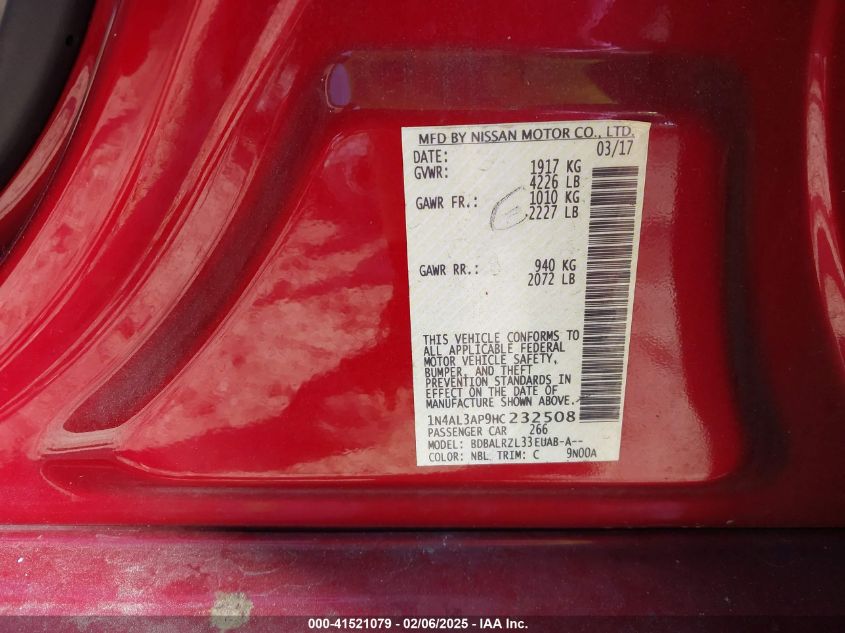 MFD BY NISSAN MOTOR CO., LTD.
DATE: 03/17
GVWR: 1917 KG
4226 LB
GAWR FR.: 1010 KG
2227 LB
GAWR RR.: 940 KG
2072 LB
THIS VEHICLE CONFORMS TO
ALL APPLICABLE FEDERAL
MOTOR VEHICLE SAFETY,
BUMPER, AND THEFT
PREVENTION STANDARDS IN
EFFECT ON THE DATE OF
MANUFACTURE SHOWN ABOVE.
1N4AL3AP9HC232508
PASSENGER CAR 266
MODEL: BDBALRZL33EUAB-A--
COLOR: NBL TRIM: C 9N00A
000-41521079 - 02/06/2025 - IAA Inc.